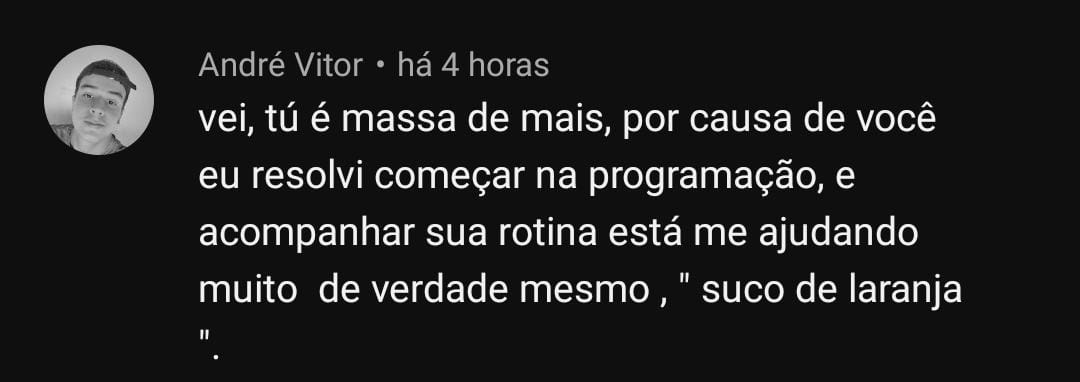 André Vitor • há 4 horas
vei, tú é massa de mais, por causa de você
eu resolvi começar na programação, e
acompanhar sua rotina está me ajudando
muito  de verdade mesmo , " suco de laranja
".